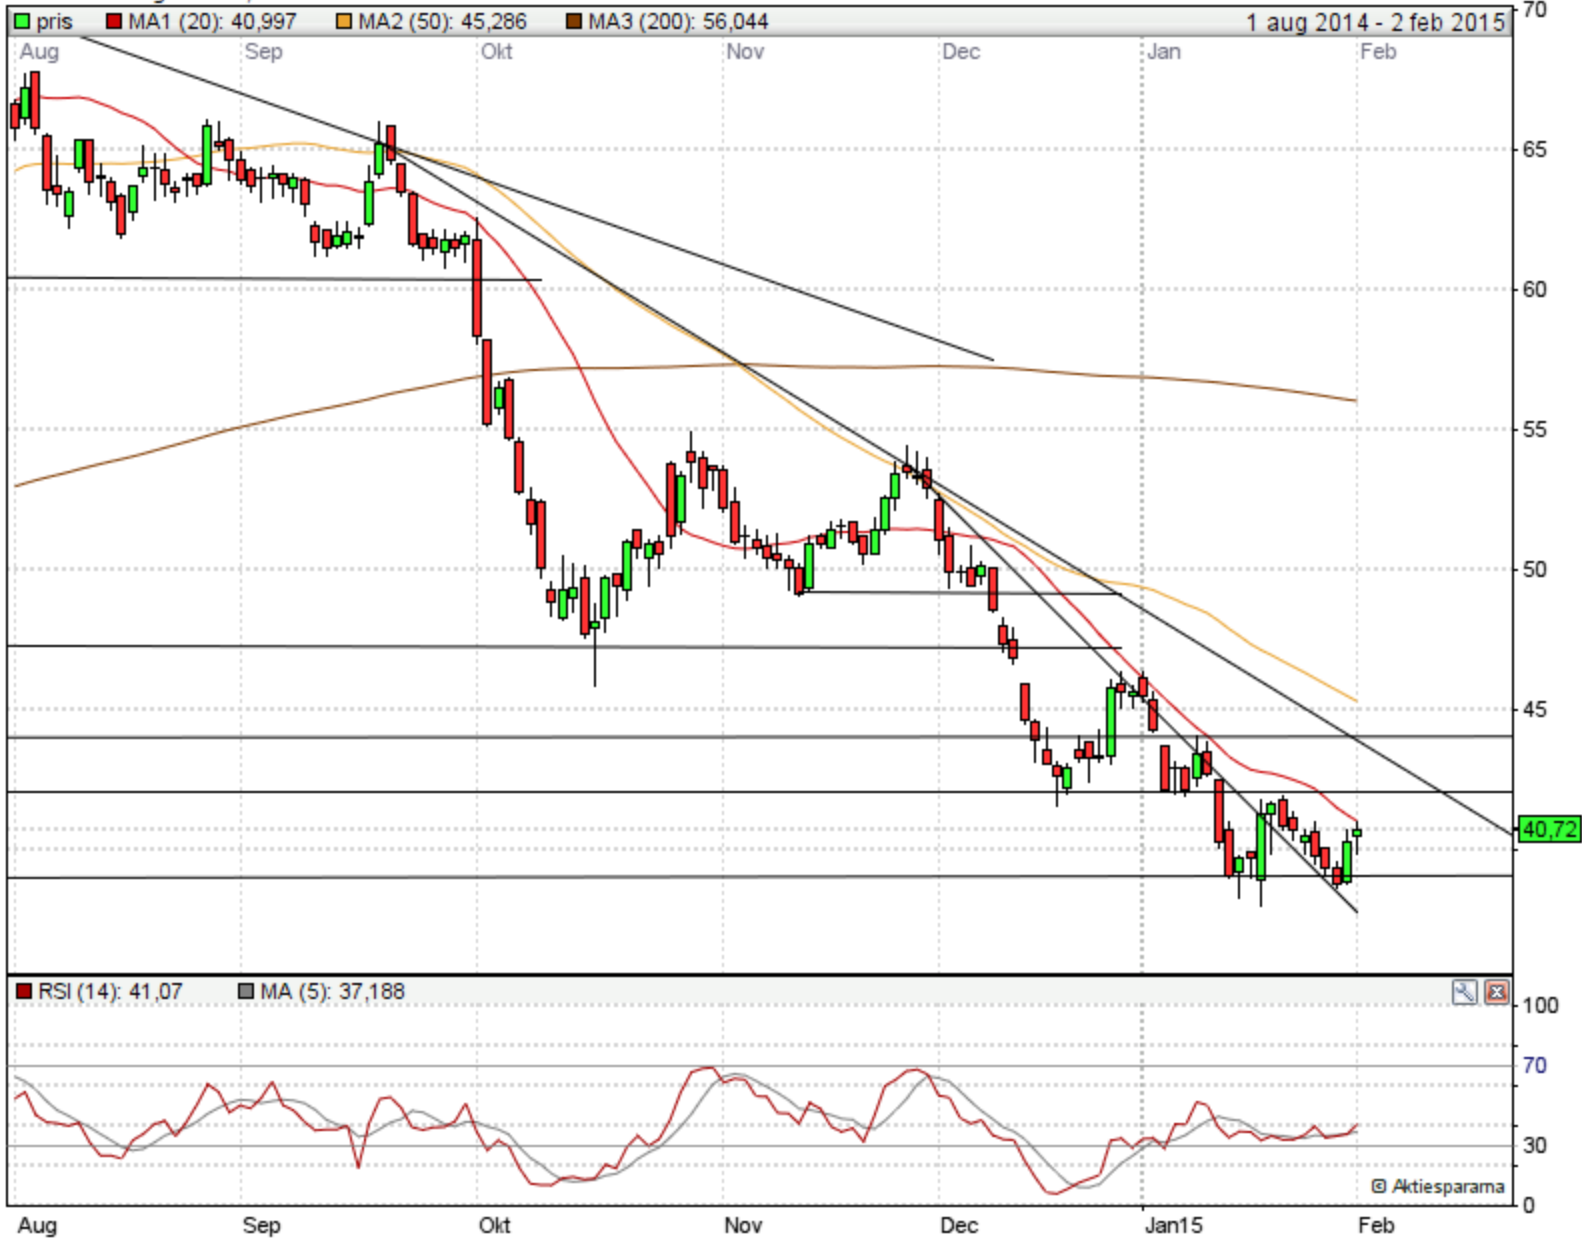 pris MA1 (20): 40,997 MA2 (50): 45,286 MA3 (200): 56,044 1 aug 2014 - 2 feb 2015
70
Aug Sep Okt Nov Dec Jan Feb
65
60
55
50
45
40,72
RSI (14): 41,07 MA (5): 37,188
100
70
30
© Aktiespararna
0
Aug Sep Okt Nov Dec Jan15 Feb